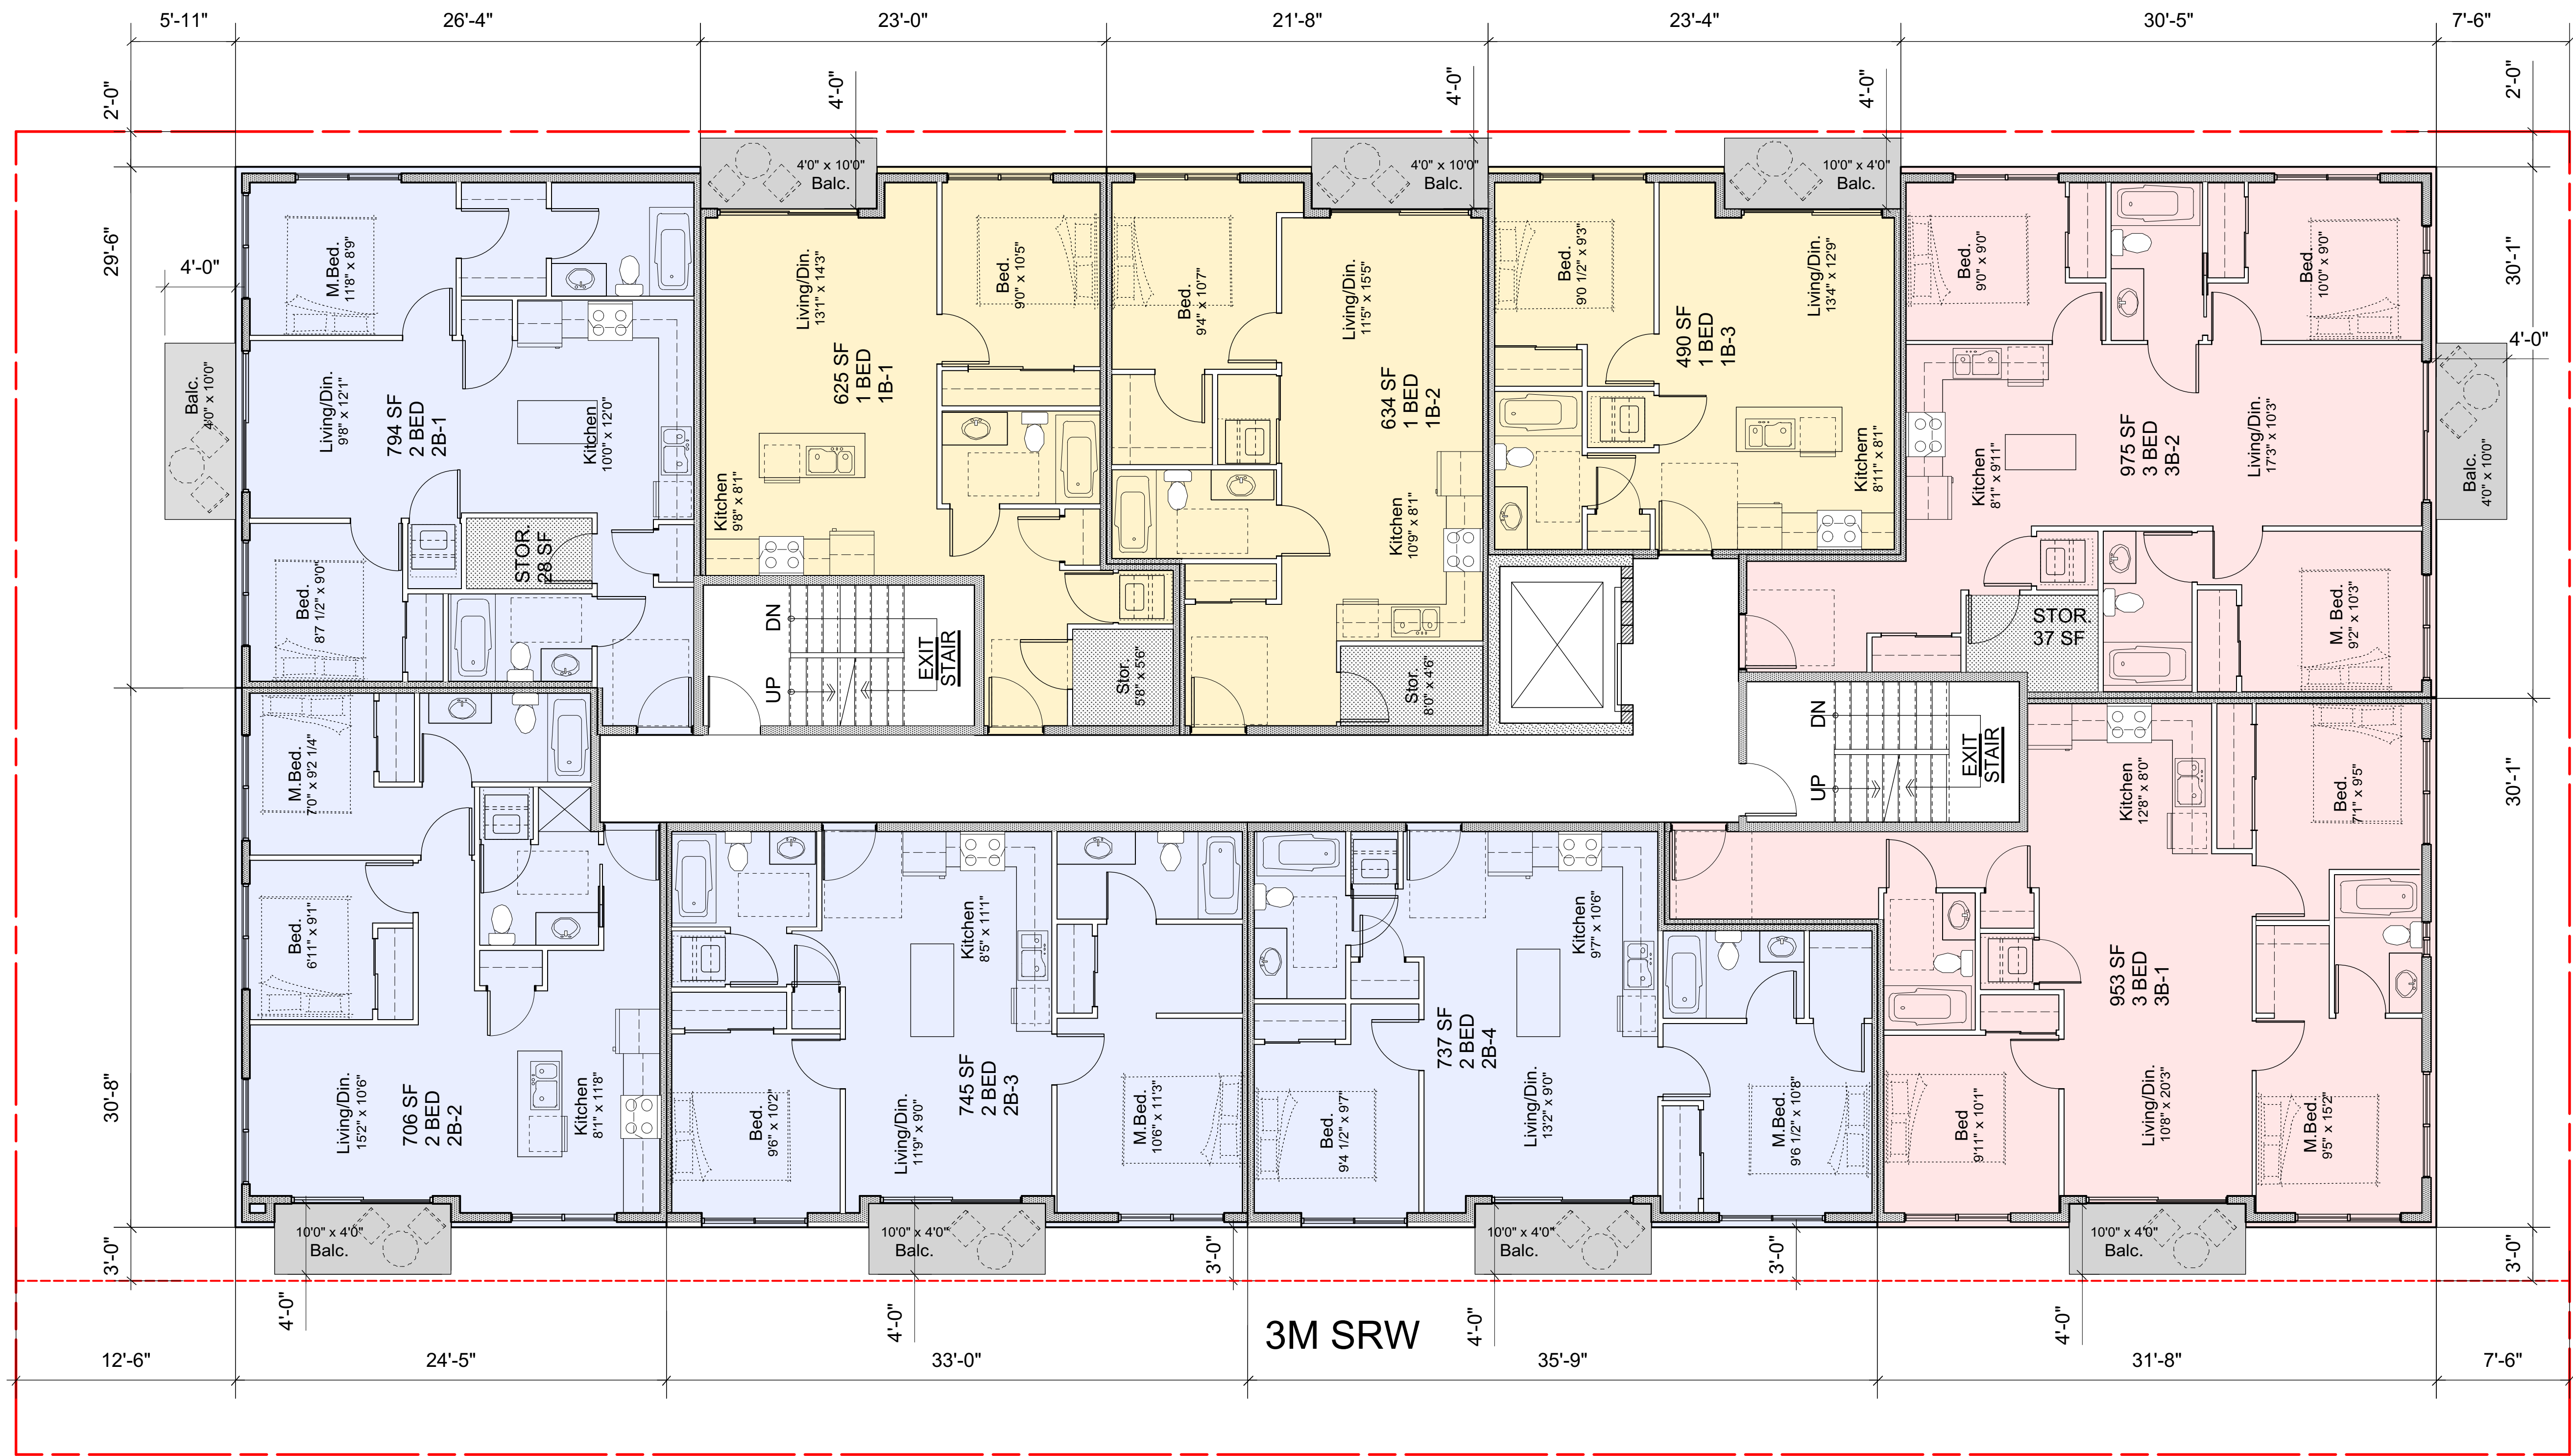 5'-11"
26'-4"
23'-0"
21'-8"
23'-4"
30'-5"
7'-6"
2'-0"
4'-0"
4'-0"
4'-0"
2'-0"
4'0" x 10'0"
Balc.
4'0" x 10'0"
Balc.
10'0" x 4'0"
Balc.
29'-6"
4'-0"
30'-1"
4'-0"
M.Bed.
11'8" x 8'9"
Living/Din.
9'8" x 12'1"
794 SF
2 BED
2B-1
Kitchen
10'0" x 12'0"
Balc.
4'0" x 10'0"
Bed.
8'7 1/2" x 9'0"
STOR.
28 SF
Living/Din.
13'1" x 14'3"
Bed.
9'0" x 10'5"
625 SF
1 BED
1B-1
Kitchen
9'8" x 8'1"
Stor.
5'8" x 5'6"
UP
DN
EXIT
STAIR
Bed.
9'4" x 10'7"
Living/Din.
11'5" x 15'5"
634 SF
1 BED
1B-2
Kitchen
10'9" x 8'1"
Stor.
8'0" x 4'6"
Bed.
9'0 1/2" x 9'3"
Living/Din.
13'4" x 12'9"
490 SF
1 BED
1B-3
Kitchern
8'11" x 8'1"
Bed.
9'0" x 9'0"
Bed.
10'0" x 9'0"
Kitchen
8'1" x 9'11"
975 SF
3 BED
3B-2
Living/Din.
17'3" x 10'3"
Balc.
4'0" x 10'0"
STOR.
37 SF
M. Bed.
9'2" x 10'3"
UP
DN
EXIT
STAIR
30'-1"
M.Bed.
7'0" x 9'2 1/4"
Bed.
6'11" x 9'1"
Living/Din.
15'2" x 10'6"
706 SF
2 BED
2B-2
Kitchen
8'1" x 11'8"
Kitchen
8'5" x 11'1"
Bed.
9'6" x 10'2"
Living/Din.
11'9" x 9'0"
745 SF
2 BED
2B-3
M.Bed.
10'6" x 11'3"
Kitchen
9'7" x 10'6"
Bed.
9'4 1/2" x 9'7"
737 SF
2 BED
2B-4
Living/Din.
13'2" x 9'0"
M.Bed.
9'6 1/2" x 10'8"
Kitchen
12'8" x 8'0"
Bed.
7'1" x 9'5"
953 SF
3 BED
3B-1
Bed
9'11" x 10'1"
Living/Din.
10'8" x 20'3"
M.Bed.
9'5" x 15'2"
30'-8"
3'-0"
10'0" x 4'0"
Balc.
10'0" x 4'0"
Balc.
3'-0"
10'0" x 4'0"
Balc.
3'-0"
10'0" x 4'0"
Balc.
3'-0"
4'-0"
4'-0"
4'-0"
4'-0"
3M SRW
12'-6"
24'-5"
33'-0"
35'-9"
31'-8"
7'-6"